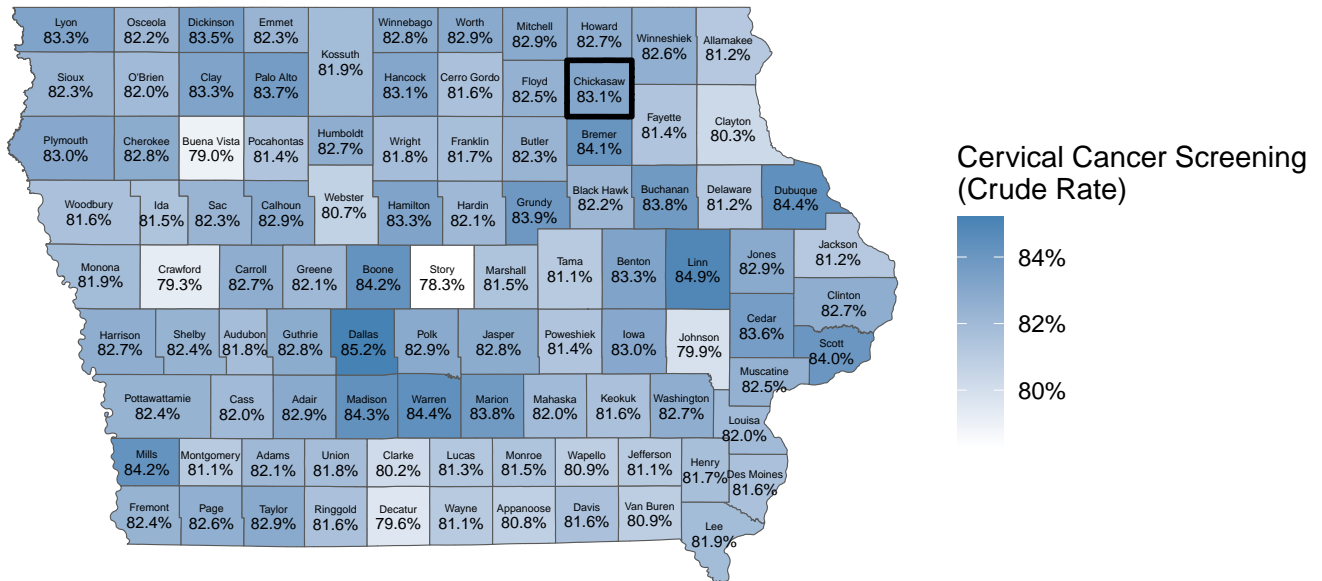 Lyon
83.3%
Osceola
82.2%
Dickinson
83.5%
Emmet
82.3%
Kossuth
81.9%
Winnebago
82.8%
Worth
82.9%
Mitchell
82.9%
Howard
82.7%
Winneshiek
82.6%
Allamakee
81.2%
Sioux
82.3%
O'Brien
82.0%
Clay
83.3%
Palo Alto
83.7%
Hancock
83.1%
Cerro Gordo
81.6%
Floyd
82.5%
Chickasaw
83.1%
Fayette
81.4%
Clayton
80.3%
Plymouth
83.0%
Cherokee
82.8%
Buena Vista
79.0%
Pocahontas
81.4%
Humboldt
82.7%
Wright
81.8%
Franklin
81.7%
Butler
82.3%
Bremer
84.1%
Woodbury
81.6%
Ida
81.5%
Sac
82.3%
Calhoun
82.9%
Webster
80.7%
Hamilton
83.3%
Hardin
82.1%
Grundy
83.9%
Black Hawk
82.2%
Buchanan
83.8%
Delaware
81.2%
Dubuque
84.4%
Monona
81.9%
Crawford
79.3%
Carroll
82.7%
Greene
82.1%
Boone
84.2%
Story
78.3%
Marshall
81.5%
Tama
81.1%
Benton
83.3%
Linn
84.9%
Jones
82.9%
Jackson
81.2%
Clinton
82.7%
Harrison
82.7%
Shelby
82.4%
Audubon
81.8%
Guthrie
82.8%
Dallas
85.2%
Polk
82.9%
Jasper
82.8%
Poweshiek
81.4%
Iowa
83.0%
Johnson
79.9%
Cedar
83.6%
Scott
84.0%
Muscatine
82.5%
Pottawattamie
82.4%
Cass
82.0%
Adair
82.9%
Madison
84.3%
Warren
84.4%
Marion
83.8%
Mahaska
82.0%
Keokuk
81.6%
Washington
82.7%
Louisa
82.0%
Mills
84.2%
Montgomery
81.1%
Adams
82.1%
Union
81.8%
Clarke
80.2%
Lucas
81.3%
Monroe
81.5%
Wapello
80.9%
Jefferson
81.1%
Henry
81.7%
Des Moines
81.6%
Fremont
82.4%
Page
82.6%
Taylor
82.9%
Ringgold
81.6%
Decatur
79.6%
Wayne
81.1%
Appanoose
80.8%
Davis
81.6%
Van Buren
80.9%
Lee
81.9%
Cervical Cancer Screening
(Crude Rate)
84%
82%
80%